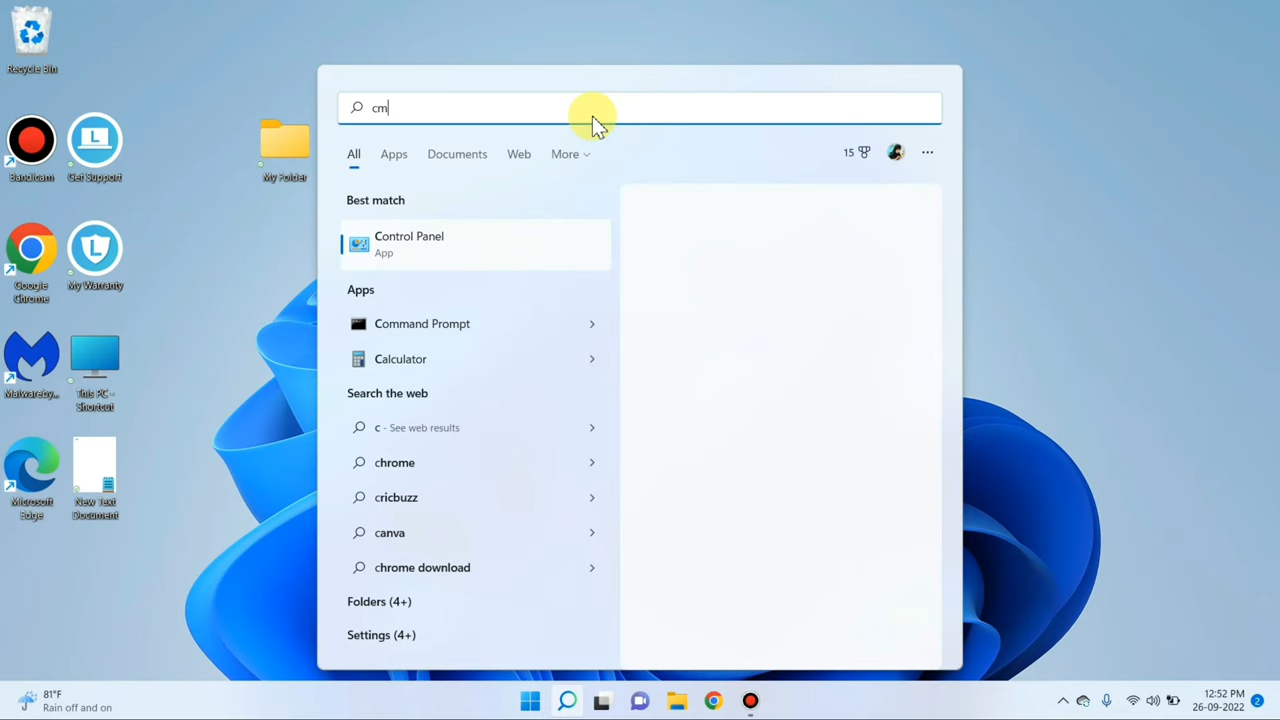 Recycle Bin
Bandicam
Get Support
My Folder
Google Chrome
My Warranty
Malwareby...
This PC - Shortcut
Microsoft Edge
New Text Document
cm
All
Apps
Documents
Web
More
15
Best match
Control Panel
App
Apps
Command Prompt
Calculator
Search the web
c - See web results
chrome
cricbuzz
canva
chrome download
Folders (4+)
Settings (4+)
81°F
Rain off and on
12:52 PM
26-09-2022
2